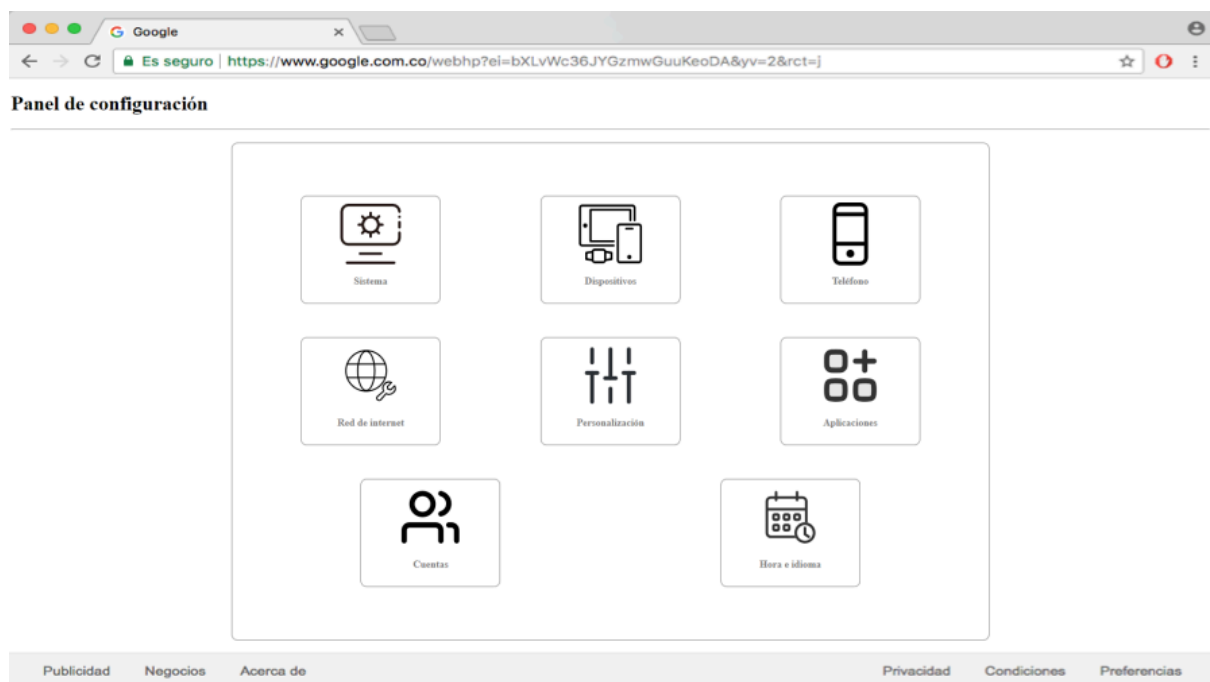 Google
Es seguro https://www.google.com.co/webhp?ei=bXLvWc36JYGzmwGuuKeoDA&yv=2&rct=j
Panel de configuración
Sistema Dispositivos Teléfono
Red de internet Personalización Aplicaciones
Cuentas Hora e idioma
Publicidad Negocios Acerca de Privacidad Condiciones Preferencias